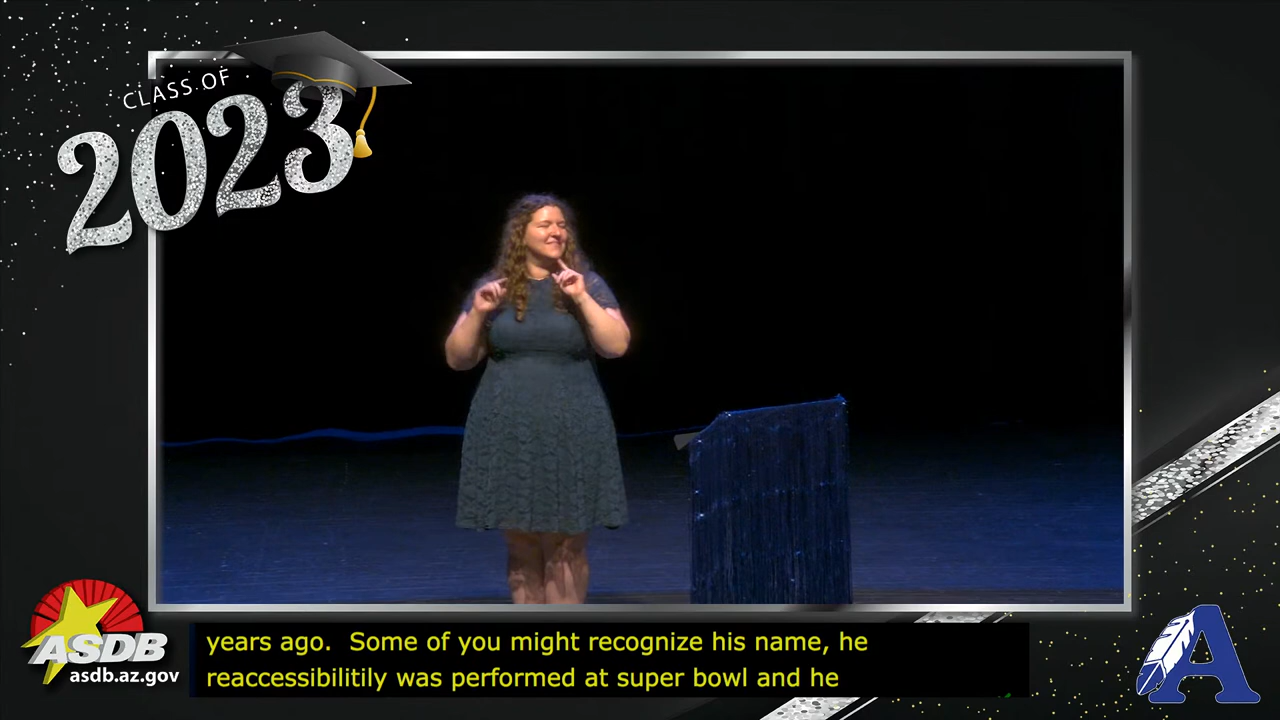 CLASS OF
2023
ASDB
asdb.az.gov
years ago.  Some of you might recognize his name, he
reaccessibilitily was performed at super bowl and he
A